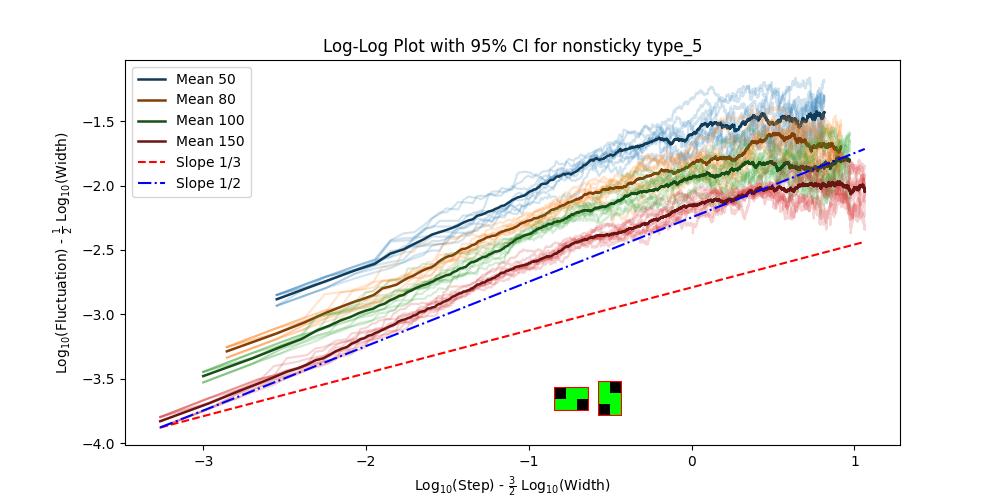 Log-Log Plot with 95% CI for nonsticky type_5
Mean 50
Mean 80
Mean 100
Mean 150
Slope 1/3
Slope 1/2
Log₁₀(Fluctuation) - 1/2 Log₁₀(Width)
−1.5
−2.0
−2.5
−3.0
−3.5
−4.0
−3 −2 −1 0 1
Log₁₀(Step) - 3/2 Log₁₀(Width)